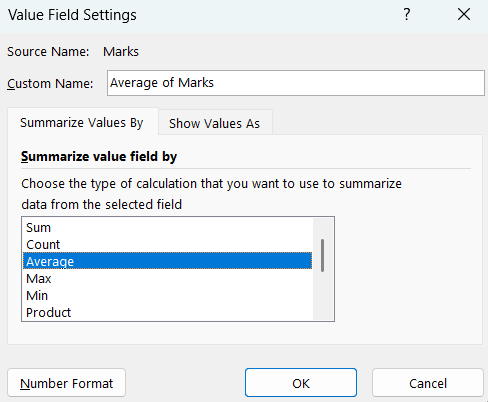 Value Field Settings ? ×
Source Name: Marks
Custom Name: Average of Marks
Summarize Values By Show Values As
Summarize value field by
Choose the type of calculation that you want to use to summarize
data from the selected field
Sum
Count
Average
Max
Min
Product
Number Format OK Cancel